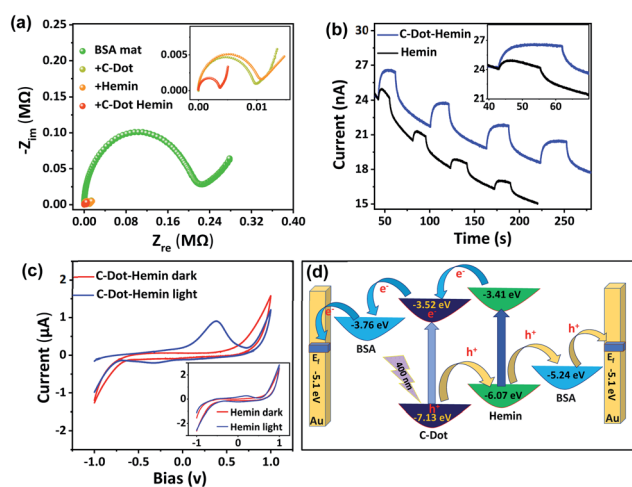 (a)
BSA mat
+C-Dot
+Hemin
+C-Dot Hemin
-Zim (MΩ)
0.20
0.15
0.10
0.05
0.00
0.00 0.08 0.16 0.24 0.32 0.40
Zre (MΩ)
0.005
0.000
0.00 0.01
(b)
C-Dot-Hemin
Hemin
Current (nA)
30
27
24
21
18
15
50 100 150 200 250
Time (s)
27
24
21
40 50 60 70
(c)
C-Dot-Hemin dark
C-Dot-Hemin light
Current (µA)
2
1
0
-1
-2
-1.0 -0.5 0.0 0.5 1.0
Bias (v)
2
0
-2
-1 0 1
Hemin dark
Hemin light
(d)
e-
e-
e-
-3.76 eV
BSA
-3.52 eV
e-
-3.41 eV
Ef
-5.1 eV
Au
400 nm
h+
-7.13 eV
C-Dot
h+
-6.07 eV
Hemin
h+
-5.24 eV
BSA
h+
Ef
-5.1 eV
Au